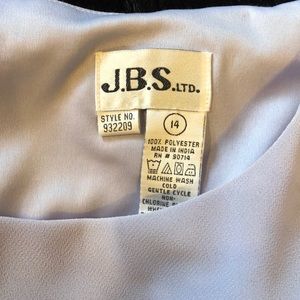 J.B.S. LTD.
STYLE NO.
932209
14
100% POLYESTER
MADE IN INDIA
RN # 90714
MACHINE WASH
COLD
GENTLE CYCLE
NON-
CHLORINE